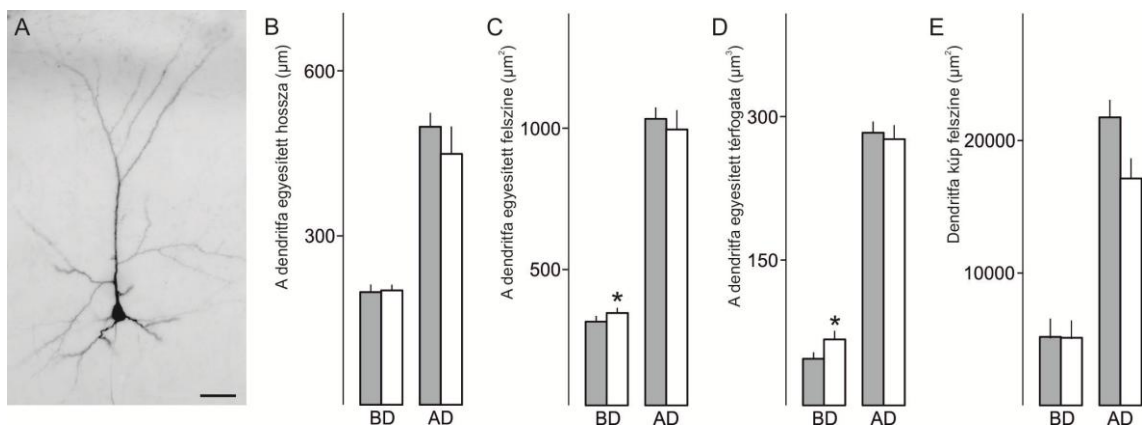 A
B
A dendritfa egyesített hossza (µm)
600
300
BD
AD
C
A dendritfa egyesített felszíne (µm²)
1000
500
*
BD
AD
D
A dendritfa egyesített térfogata (µm³)
300
150
*
BD
AD
E
Dendritfa kúp felszíne (µm²)
20000
10000
BD
AD